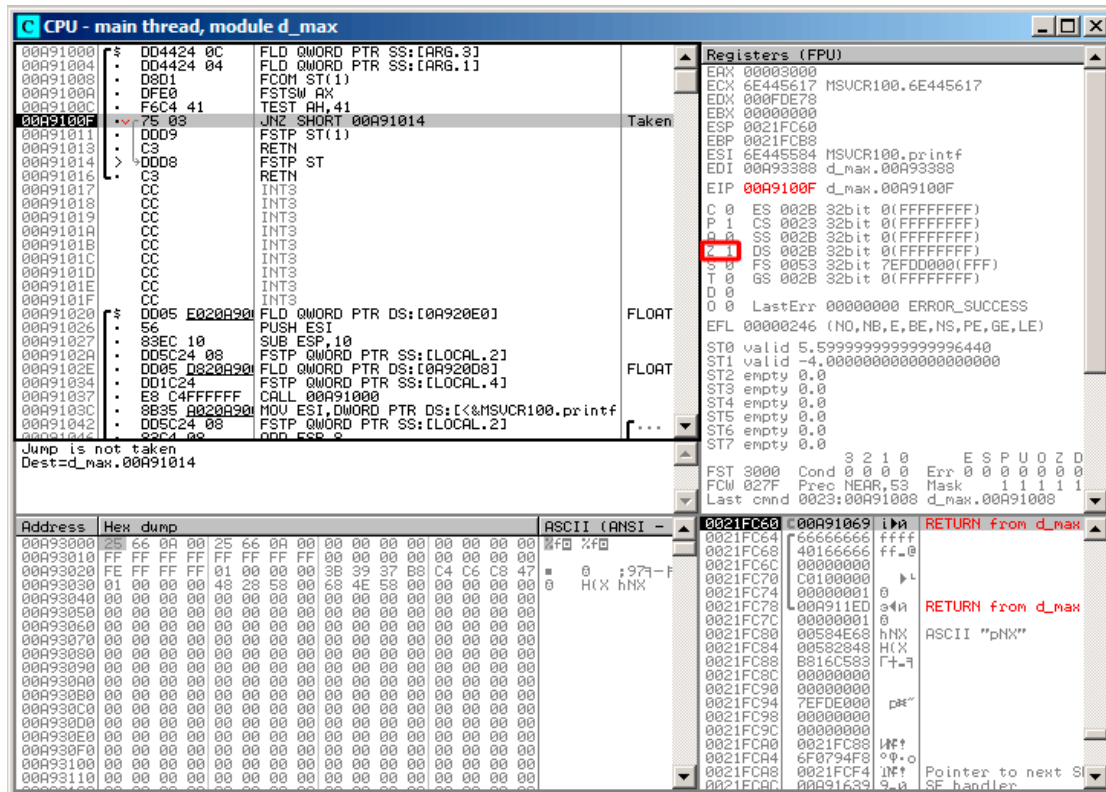 CPU - main thread, module d_max
00A91000 $ DD4424 0C FLD QWORD PTR SS:[ARG.3]
00A91004 . DD4424 04 FLD QWORD PTR SS:[ARG.1]
00A91008 . D8D1 FCOM ST(1)
00A9100A . DFE0 FSTSW AX
00A9100C . F6C4 41 TEST AH,41
00A9100F . 75 03 JNZ SHORT 00A91014 Taken
00A91011 . DDD9 FSTP ST(1)
00A91013 . C3 RETN
00A91014 > DDD8 FSTP ST
00A91016 . C3 RETN
00A91017 CC INT3
00A91018 CC INT3
00A91019 CC INT3
00A9101A CC INT3
00A9101B CC INT3
00A9101C CC INT3
00A9101D CC INT3
00A9101E CC INT3
00A9101F CC INT3
00A91020 $ DD05 E020A90 FLD QWORD PTR DS:[0A920E0] FLOAT
00A91026 . 56 PUSH ESI
00A91027 . 83EC 10 SUB ESP,10
00A9102A . DD5C24 08 FSTP QWORD PTR SS:[LOCAL.2]
00A9102E . DD05 D820A90 FLD QWORD PTR DS:[0A920D8] FLOAT
00A91034 . DD1C24 FSTP QWORD PTR SS:[LOCAL.4]
00A91037 . E8 C4FFFFFF CALL 00A91000
00A9103C . 8B35 A020A90 MOV ESI,DWORD PTR DS:[<&MSVCR100.printf
00A91042 . DD5C24 08 FSTP QWORD PTR SS:[LOCAL.2] ...
00A91046 . 83C4 08 ADD ESP,8
Jump is not taken
Dest=d_max.00A91014
Registers (FPU)
EAX 00003000
ECX 6E445617 MSVCR100.6E445617
EDX 000FDE78
EBX 00000000
ESP 0021FC60
EBP 0021FCB8
ESI 6E445584 MSVCR100.printf
EDI 00A93388 d_max.00A93388
EIP 00A9100F d_max.00A9100F
C 0 ES 002B 32bit 0(FFFFFFFF)
P 1 CS 0023 32bit 0(FFFFFFFF)
A 0 SS 002B 32bit 0(FFFFFFFF)
Z 1 DS 002B 32bit 0(FFFFFFFF)
S 0 FS 0053 32bit 7EFDD000(FFF)
T 0 GS 002B 32bit 0(FFFFFFFF)
D 0
O 0 LastErr 00000000 ERROR_SUCCESS
EFL 00000246 (NO,NB,E,BE,NS,PE,GE,LE)
ST0 valid 5.5999999999999996440
ST1 valid -4.0000000000000000000
ST2 empty 0.0
ST3 empty 0.0
ST4 empty 0.0
ST5 empty 0.0
ST6 empty 0.0
ST7 empty 0.0
3 2 1 0 E S P U O Z D
FST 3000 Cond 0 0 0 0 Err 0 0 0 0 0 0 0
FCW 027F Prec NEAR,53 Mask 1 1 1 1 1
Last cmnd 0023:00A91008 d_max.00A91008
Address Hex dump ASCII (ANSI -
00A93000 25 66 0A 00 25 66 0A 00 00 00 00 00 00 00 00 00 %f◙ %f◙
00A93010 FF FF FF FF FF FF FF FF 00 00 00 00 00 00 00 00
00A93020 FE FF FF FF 01 00 00 00 3B 39 37 B8 C4 C6 C8 47
00A93030 01 00 00 00 48 28 58 00 68 4E 58 00 00 00 00 00 H(X hNX
00A93040 00 00 00 00 00 00 00 00 00 00 00 00 00 00 00 00
00A93050 00 00 00 00 00 00 00 00 00 00 00 00 00 00 00 00
00A93060 00 00 00 00 00 00 00 00 00 00 00 00 00 00 00 00
00A93070 00 00 00 00 00 00 00 00 00 00 00 00 00 00 00 00
00A93080 00 00 00 00 00 00 00 00 00 00 00 00 00 00 00 00
00A93090 00 00 00 00 00 00 00 00 00 00 00 00 00 00 00 00
00A930A0 00 00 00 00 00 00 00 00 00 00 00 00 00 00 00 00
00A930B0 00 00 00 00 00 00 00 00 00 00 00 00 00 00 00 00
00A930C0 00 00 00 00 00 00 00 00 00 00 00 00 00 00 00 00
00A930D0 00 00 00 00 00 00 00 00 00 00 00 00 00 00 00 00
00A930E0 00 00 00 00 00 00 00 00 00 00 00 00 00 00 00 00
00A930F0 00 00 00 00 00 00 00 00 00 00 00 00 00 00 00 00
00A93100 00 00 00 00 00 00 00 00 00 00 00 00 00 00 00 00
00A93110 00 00 00 00 00 00 00 00 00 00 00 00 00 00 00 00
0021FC60 00A91069 RETURN from d_max
0021FC64 66666666 ffff
0021FC68 40166666 ff_@
0021FC6C 00000000
0021FC70 C0100000
0021FC74 00000001
0021FC78 00A911ED RETURN from d_max
0021FC7C 00000001
0021FC80 00584E68 hNX ASCII "pNX"
0021FC84 00582848 H(X
0021FC88 B816C583
0021FC8C 00000000
0021FC90 00000000
0021FC94 7EFDE000
0021FC98 00000000
0021FC9C 00000000
0021FCA0 0021FC88
0021FCA4 6F0794F8
0021FCA8 0021FCF4 Pointer to next S
0021FCAC 00A91639 SE handler